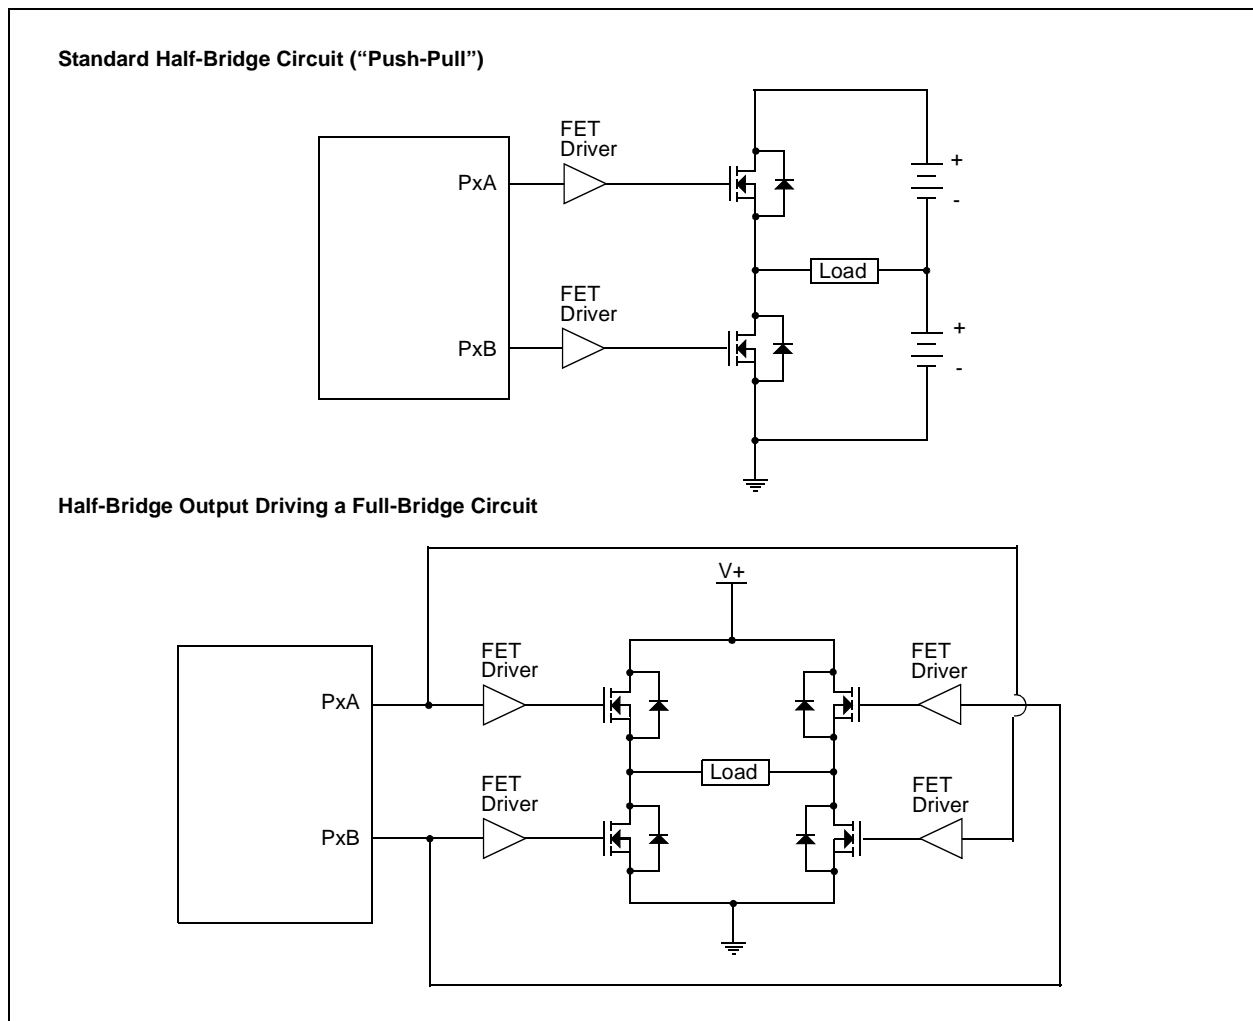 Standard Half-Bridge Circuit (“Push-Pull”)
FET
Driver
PxA
+
-
Load
FET
Driver
PxB
+
-
Half-Bridge Output Driving a Full-Bridge Circuit
V+
FET
Driver
FET
Driver
PxA
Load
FET
Driver
FET
Driver
PxB